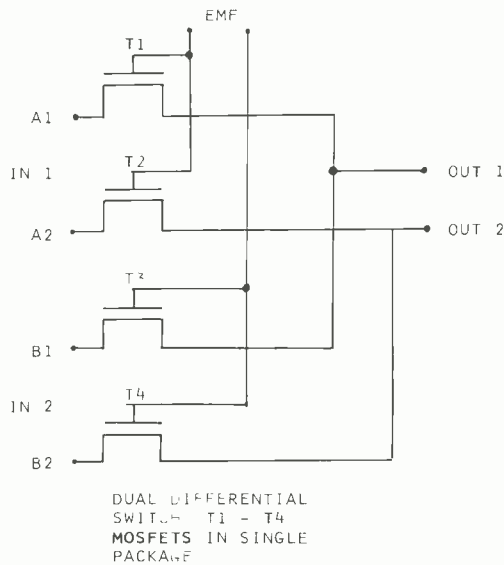 EMF
T1
A1
IN 1
T2
OUT 1
A2
OUT 2
T3
B1
IN 2
T4
B2
DUAL DIFFERENTIAL
SWITCH T1 - T4
MOSFETS IN SINGLE
PACKAGE